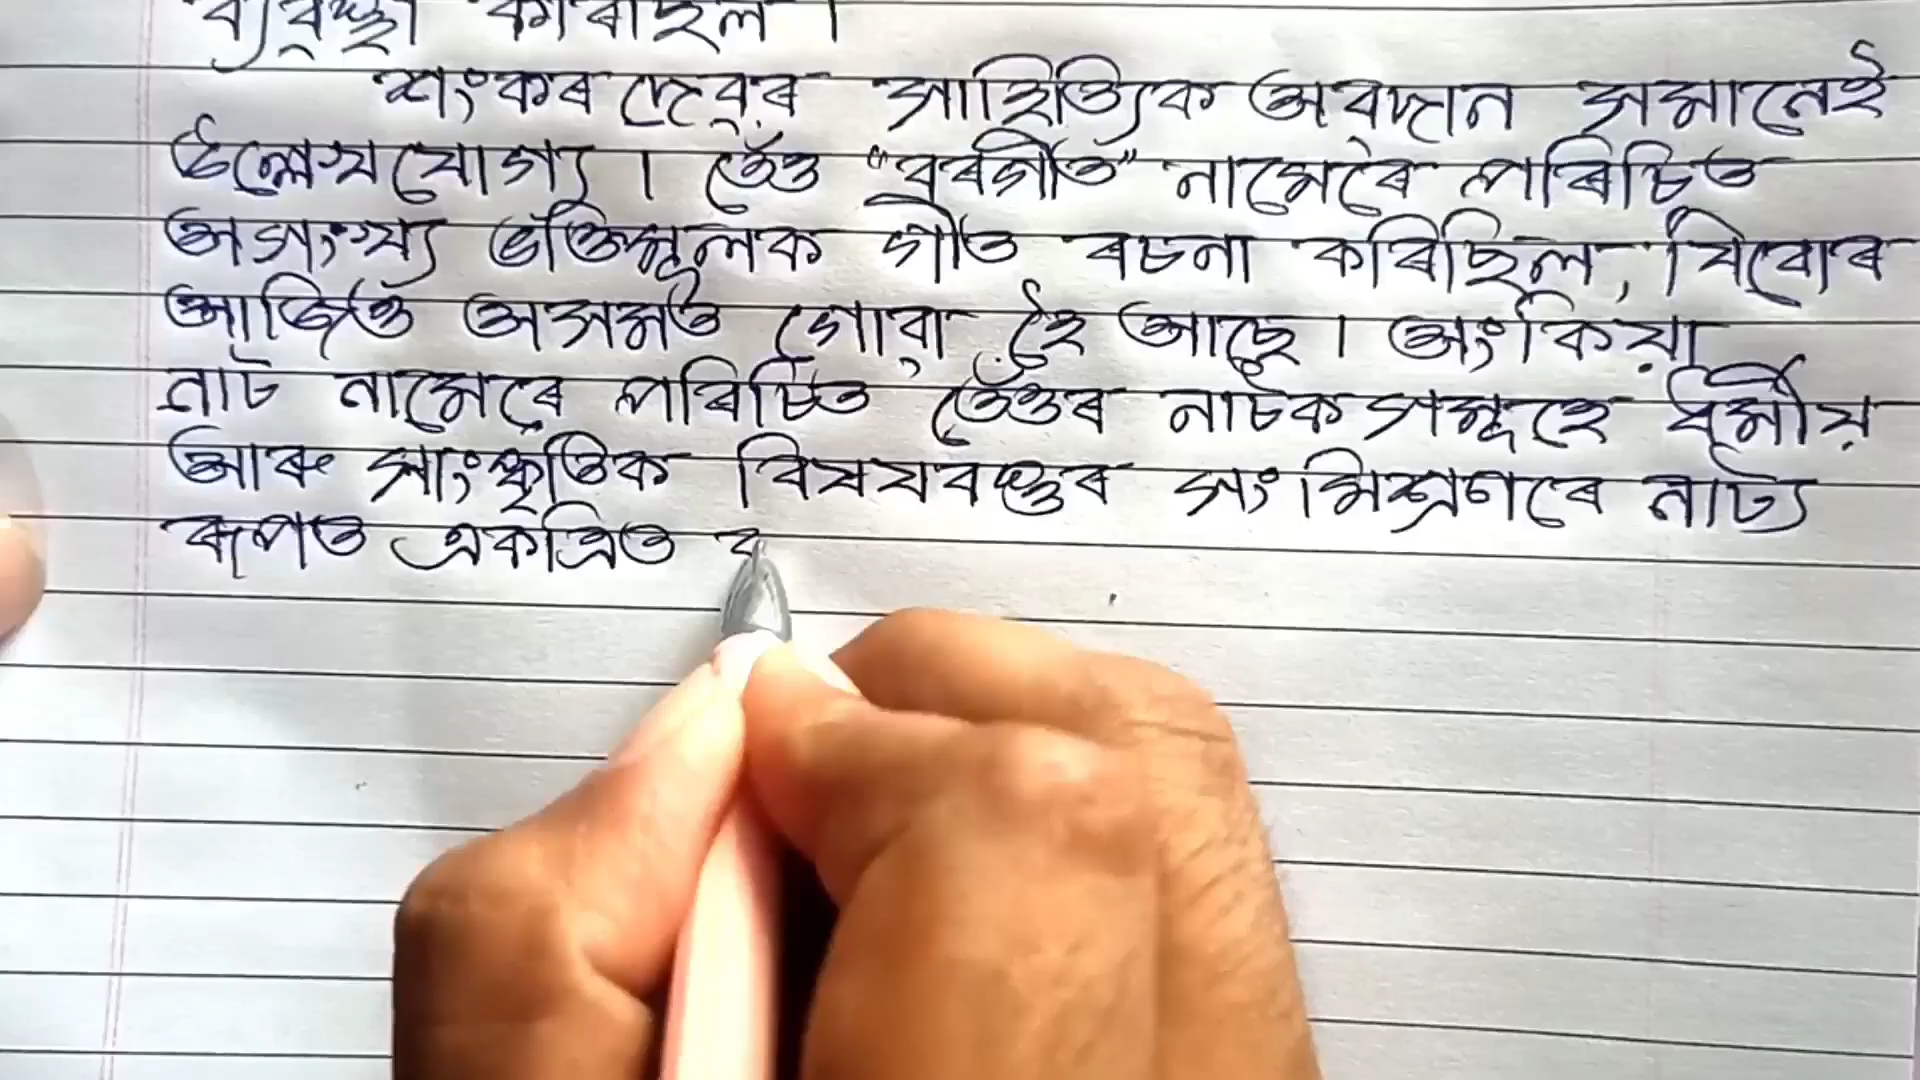 ব্যৱস্থা কৰিছিল ।
শংকৰ দেৱৰ সাহিত্যিক অৱদান সমানেই
উল্লেখযোগ্য । তেওঁ "বৰগীত" নামেৰে পৰিচিত
অসংখ্য ভক্তিমূলক গীত ৰচনা কৰিছিল, যিবোৰ
আজিও অসমত গোৱা হৈ আছে । অংকিয়া
নাট নামেৰে পৰিচিত তেওঁৰ নাটকসমূহে ধৰ্মীয়
আৰু সাংস্কৃতিক বিষয়বস্তুৰ সংমিশ্ৰণৰে নাট্য
ৰূপত একত্ৰিত